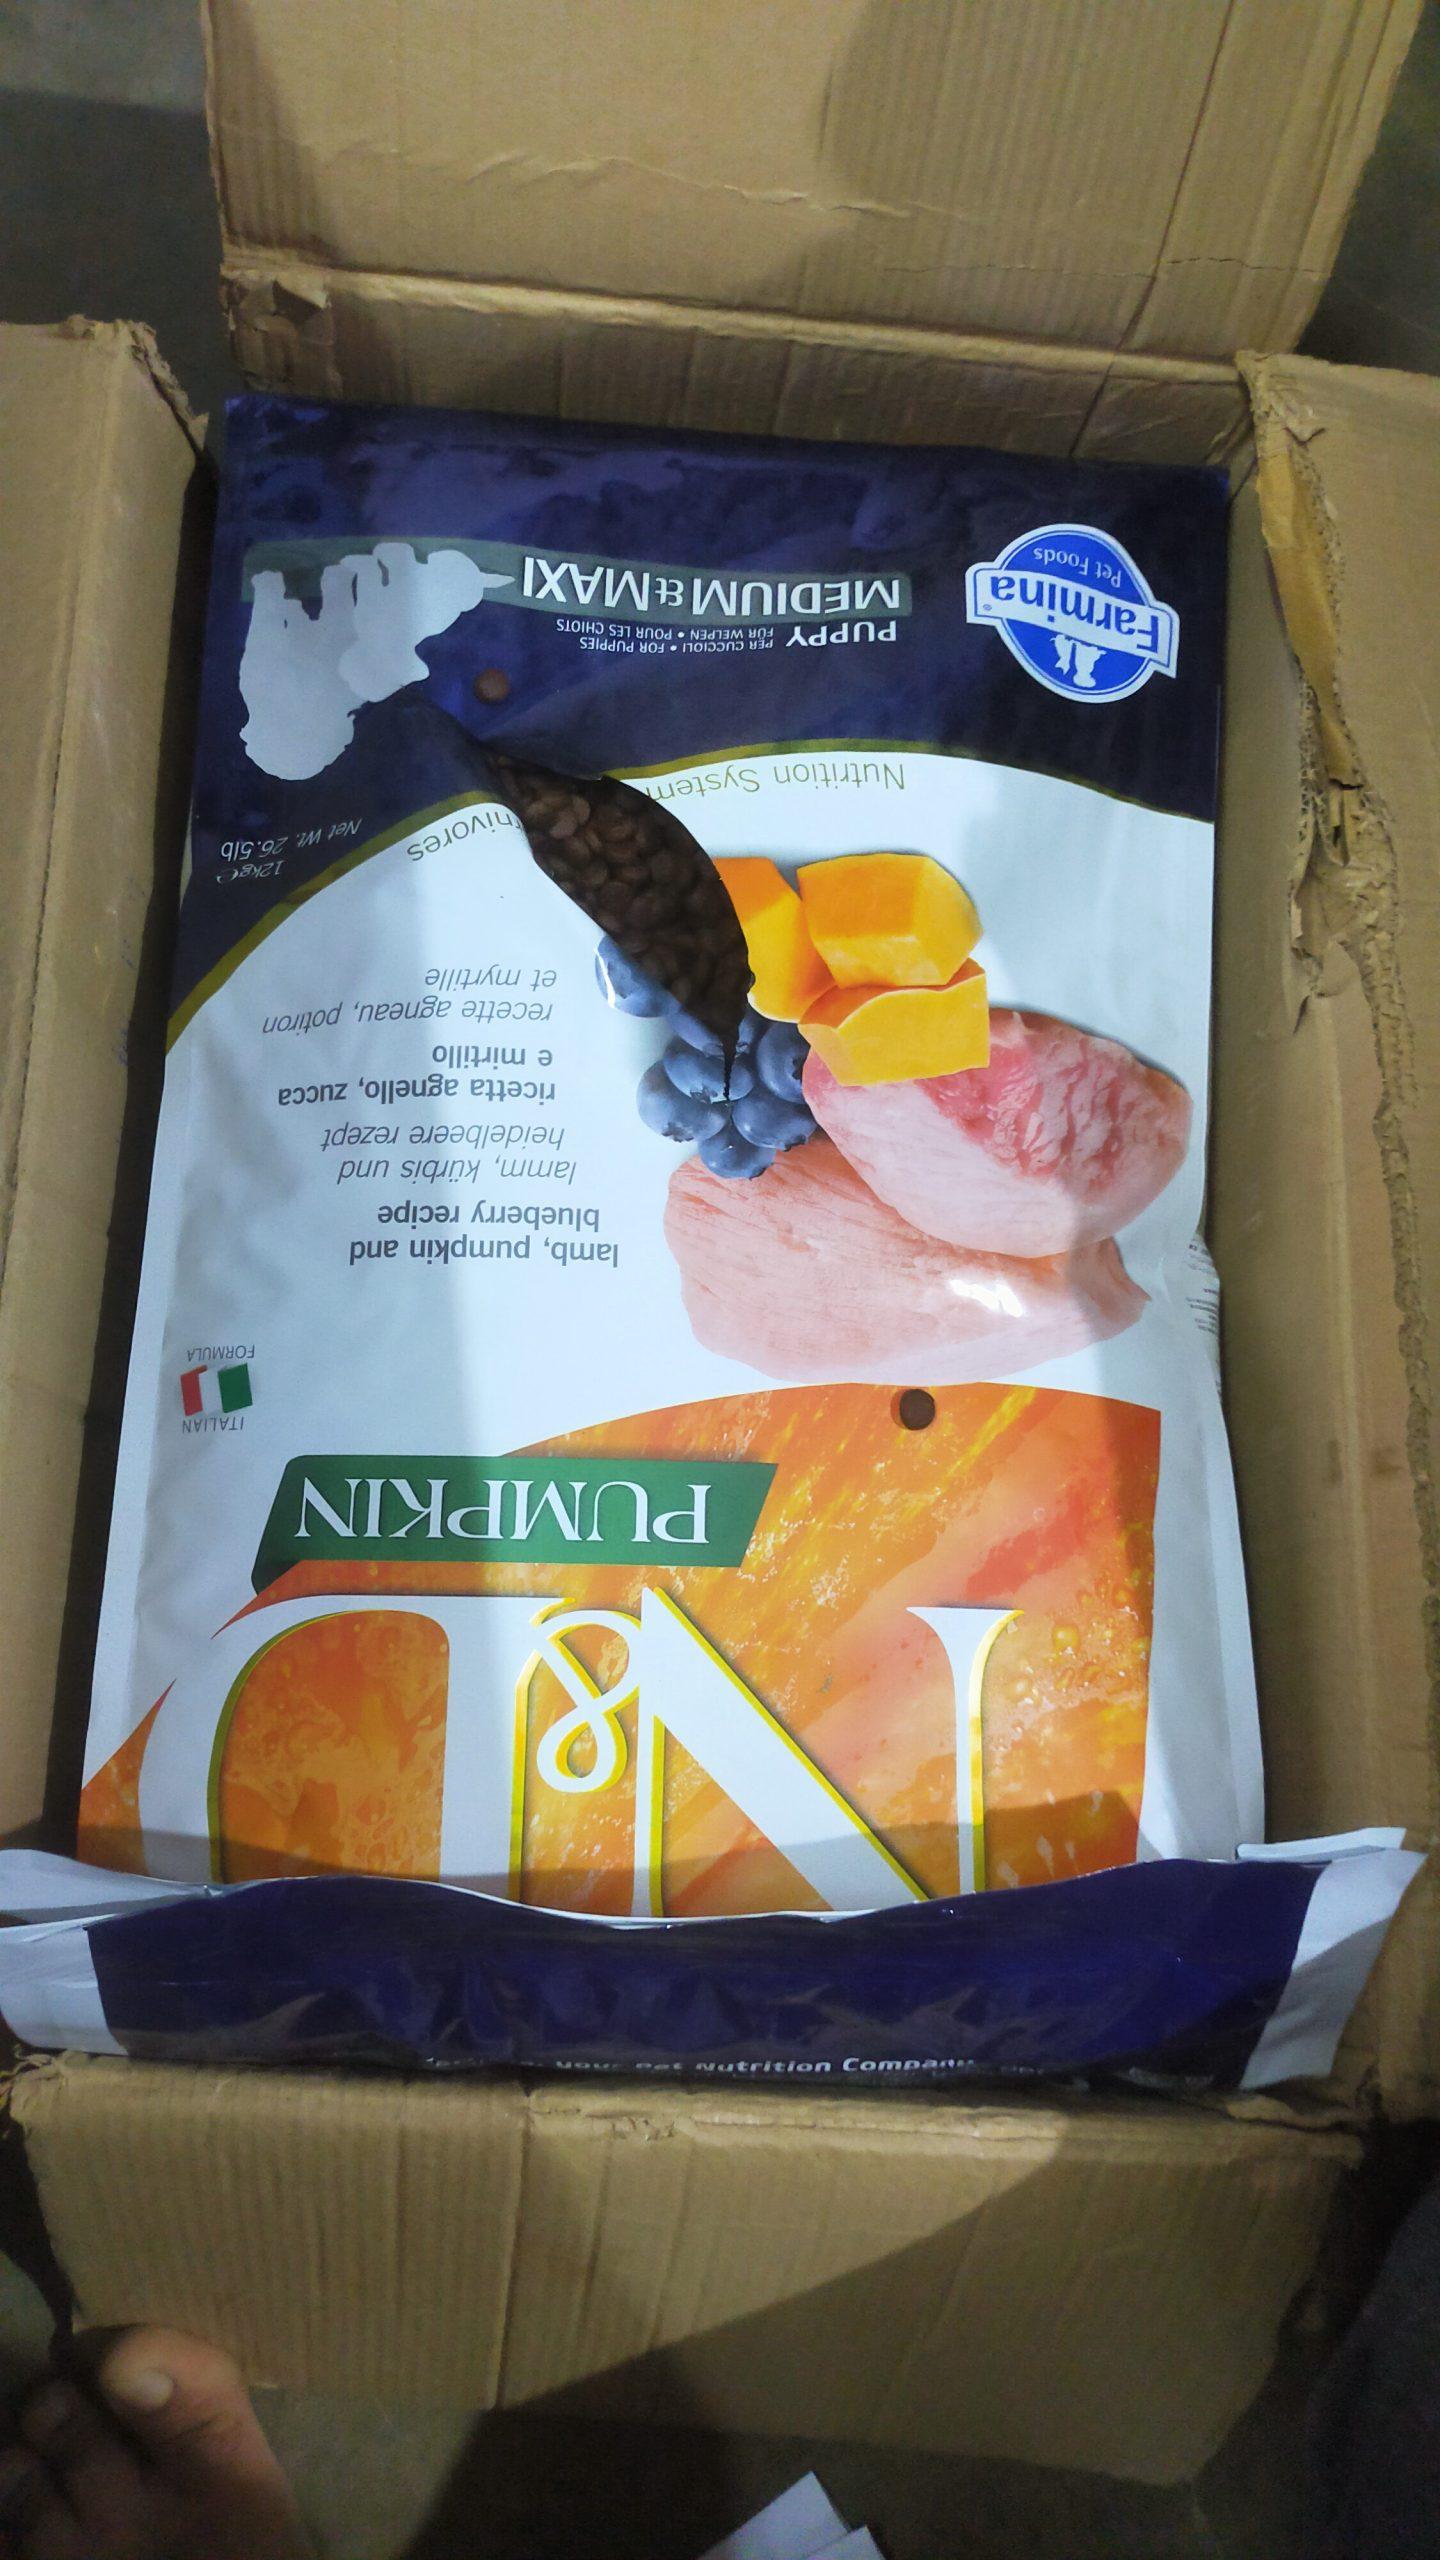 your Pet Nutrition Company
N&D
PUMPKIN
ITALIAN
FORMULA
lamb, pumpkin and
blueberry recipe
lamm, kürbis und
heidelbeere rezept
ricetta agnello, zucca
e mirtillo
recette agneau, potiron
et myrtille
Nutrition System
12kg ℮
Net Wt. 26.5lb
Farmina®
Pet Foods
PUPPY
PER CUCCIOLI • FOR PUPPIES
FÜR WELPEN • POUR LES CHIOTS
MEDIUM & MAXI